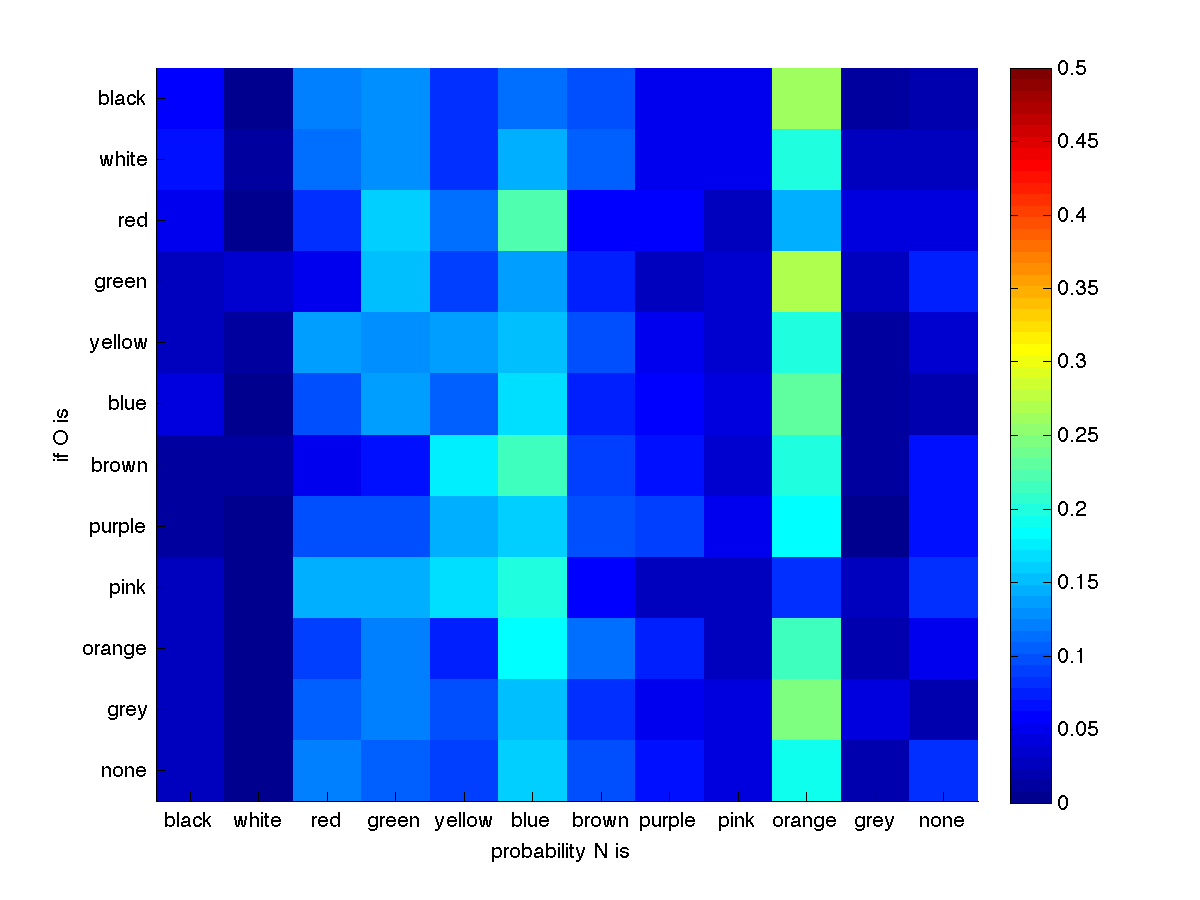 black
white
red
green
yellow
blue
brown
purple
pink
orange
grey
none
if O is
black white red green yellow blue brown purple pink orange grey none
probability N is
0.5
0.45
0.4
0.35
0.3
0.25
0.2
0.15
0.1
0.05
0